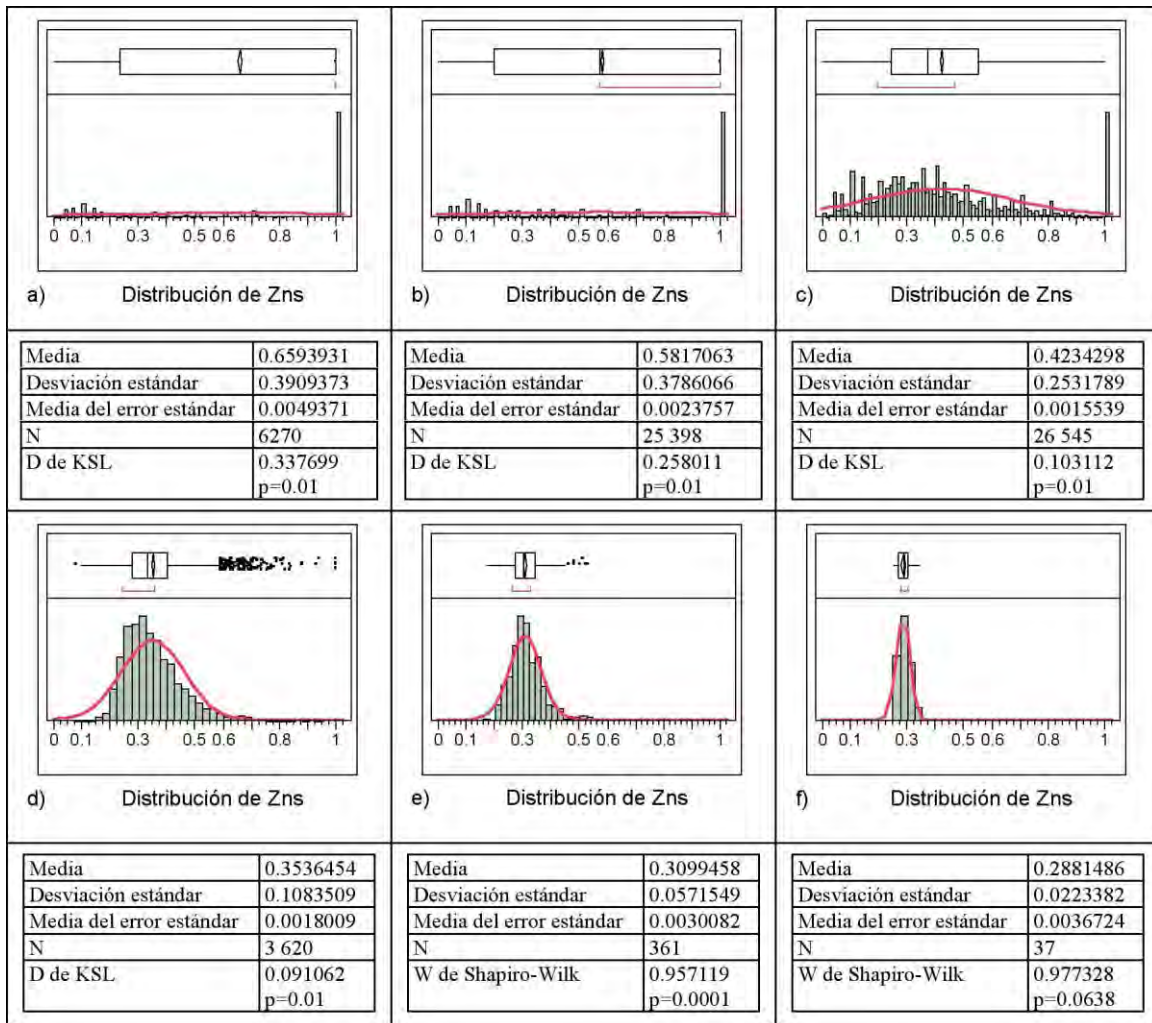 0 0.1 0.3 0.5 0.6 0.8 1
a) Distribución de Zns
0 0.1 0.3 0.5 0.6 0.8 1
b) Distribución de Zns
0 0.1 0.3 0.5 0.6 0.8 1
c) Distribución de Zns
Media 0.6593931
Desviación estándar 0.3909373
Media del error estándar 0.0049371
N 6270
D de KSL 0.337699
p=0.01
Media 0.5817063
Desviación estándar 0.3786066
Media del error estándar 0.0023757
N 25 398
D de KSL 0.258011
p=0.01
Media 0.4234298
Desviación estándar 0.2531789
Media del error estándar 0.0015539
N 26 545
D de KSL 0.103112
p=0.01
0 0.1 0.3 0.5 0.6 0.8 1
d) Distribución de Zns
0 0.1 0.3 0.5 0.6 0.8 1
e) Distribución de Zns
0 0.1 0.3 0.5 0.6 0.8 1
f) Distribución de Zns
Media 0.3536454
Desviación estándar 0.1083509
Media del error estándar 0.0018009
N 3 620
D de KSL 0.091062
p=0.01
Media 0.3099458
Desviación estándar 0.0571549
Media del error estándar 0.0030082
N 361
W de Shapiro-Wilk 0.957119
p=0.0001
Media 0.2881486
Desviación estándar 0.0223382
Media del error estándar 0.0036724
N 37
W de Shapiro-Wilk 0.977328
p=0.0638